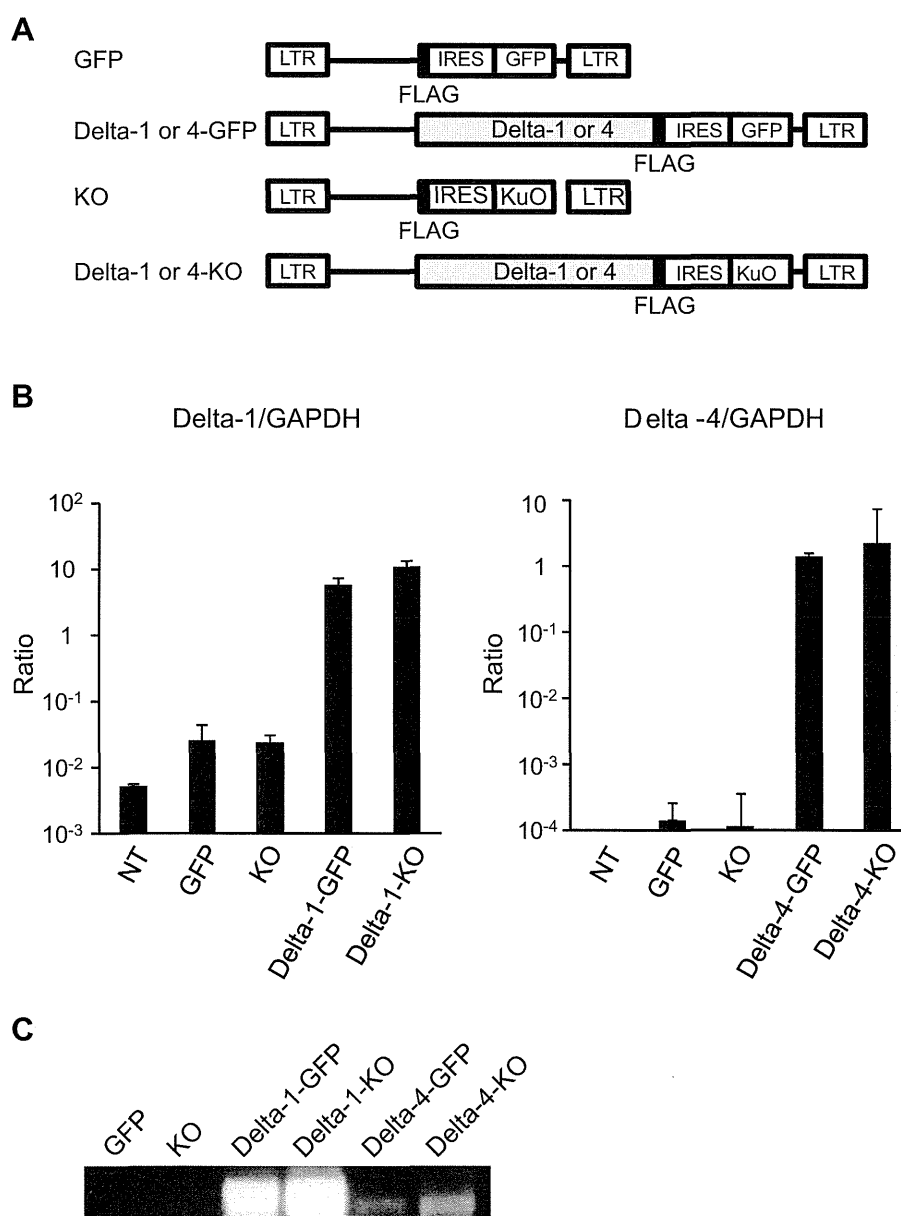 A
GFP LTR IRES GFP LTR
FLAG
Delta-1 or 4-GFP LTR Delta-1 or 4 IRES GFP LTR
FLAG
KO LTR IRES KuO LTR
FLAG
Delta-1 or 4-KO LTR Delta-1 or 4 IRES KuO LTR
FLAG
B
Delta-1/GAPDH
Ratio
10²
10
1
10⁻¹
10⁻²
10⁻³
NT GFP KO Delta-1-GFP Delta-1-KO
Delta -4/GAPDH
Ratio
10
1
10⁻¹
10⁻²
10⁻³
10⁻⁴
NT GFP KO Delta-4-GFP Delta-4-KO
C
GFP KO Delta-1-GFP Delta-1-KO Delta-4-GFP Delta-4-KO